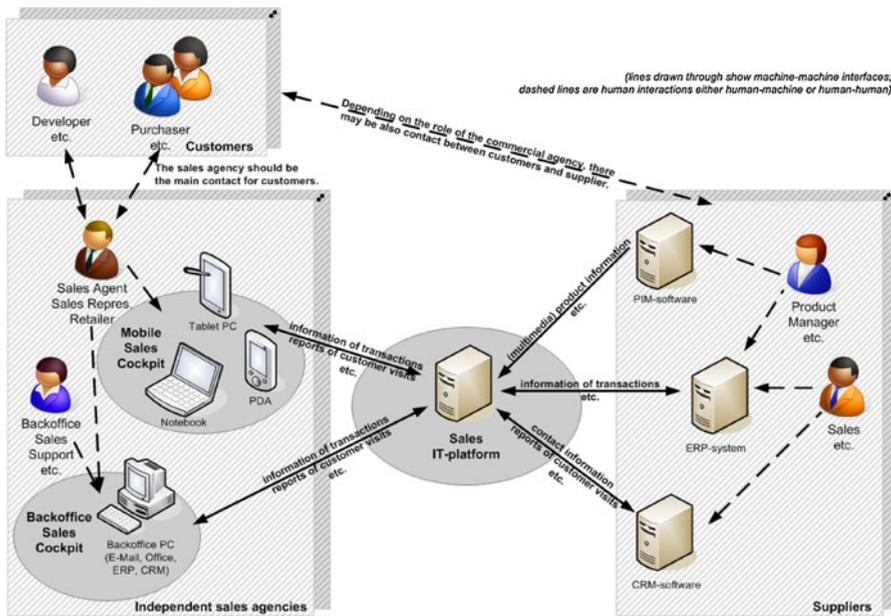 (lines drawn through show machine-machine interfaces;
dashed lines are human interactions either human-machine or human-human)
Developer
etc.
Purchaser
etc.
Customers
Depending on the role of the commercial agency, there
may be also contact between customers and supplier.
The sales agency should be
the main contact for customers.
Sales Agent
Sales Repres.
Retailer
Mobile
Sales
Cockpit
Tablet PC
PDA
Notebook
Backoffice
Sales
Support
etc.
Backoffice
Sales
Cockpit
Backoffice PC
(E-Mail, Office,
ERP, CRM)
Independent sales agencies
information of transactions
reports of customer visits
etc.
information of transactions
reports of customer visits
etc.
Sales
IT-platform
(multimedia) product information
etc.
information of transactions
etc.
contact information
reports of customer visits
etc.
PIM-software
Product
Manager
etc.
ERP-system
Sales
etc.
CRM-software
Suppliers